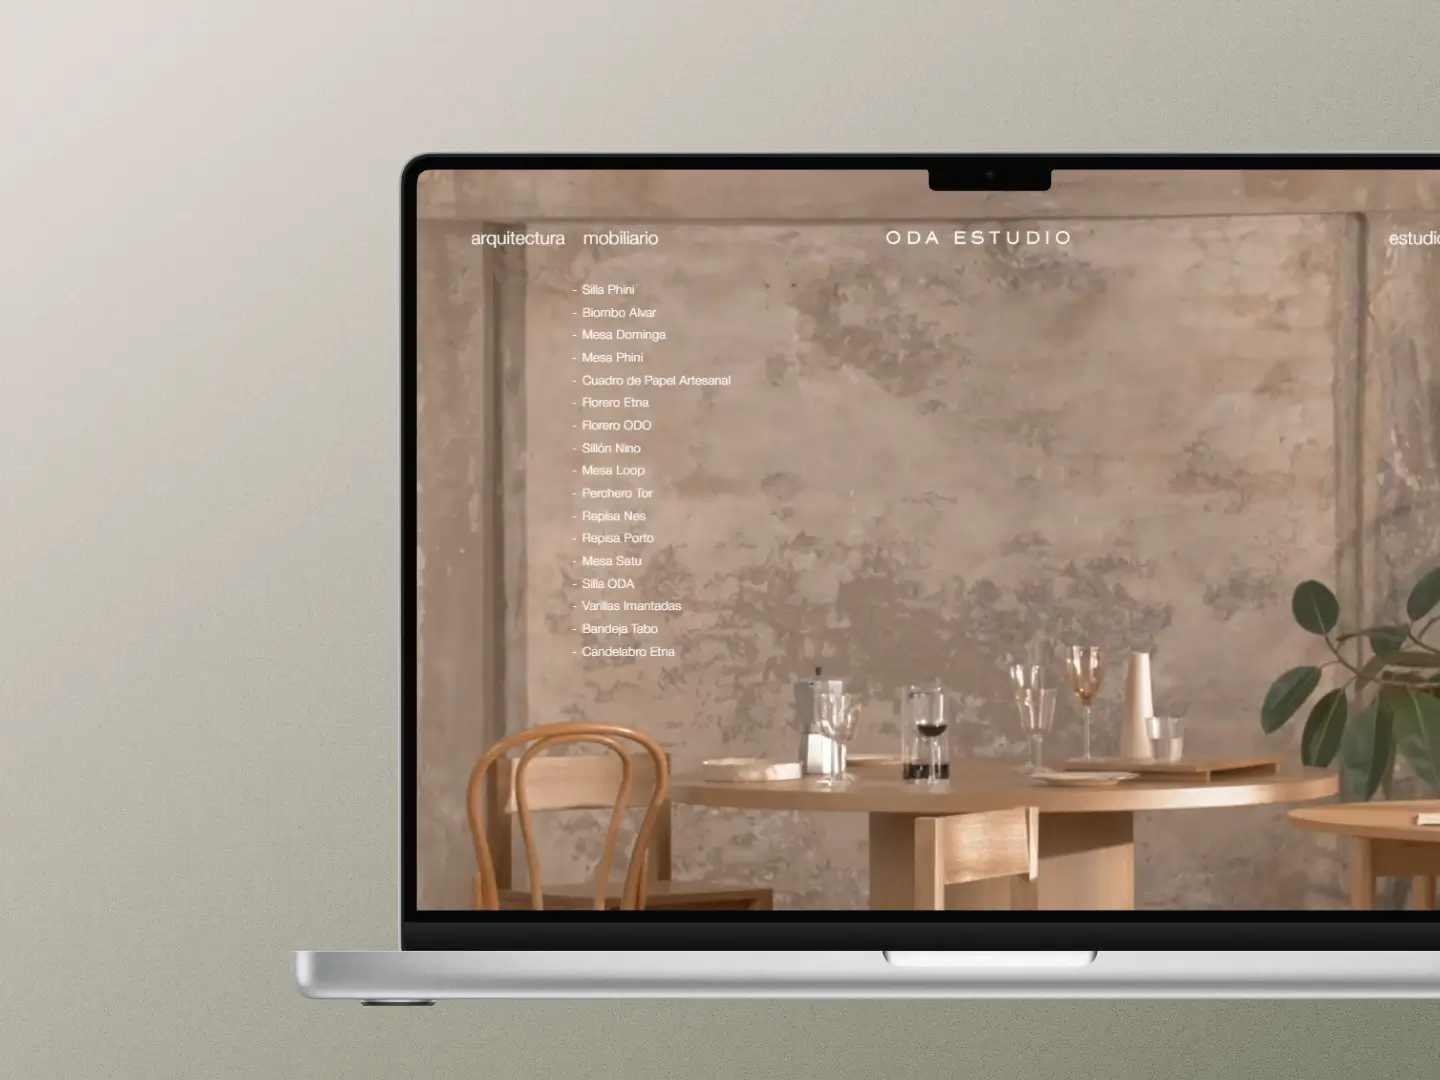 arquitectura mobiliario ODA ESTUDIO estudio
- Silla Phini
- Biombo Alvar
- Mesa Dominga
- Mesa Phini
- Cuadro de Papel Artesanal
- Florero Etna
- Florero ODO
- Sillón Nino
- Mesa Loop
- Perchero Tor
- Repisa Nes
- Repisa Porto
- Mesa Satu
- Silla ODA
- Varillas Imantadas
- Bandeja Tabo
- Candelabro Etna